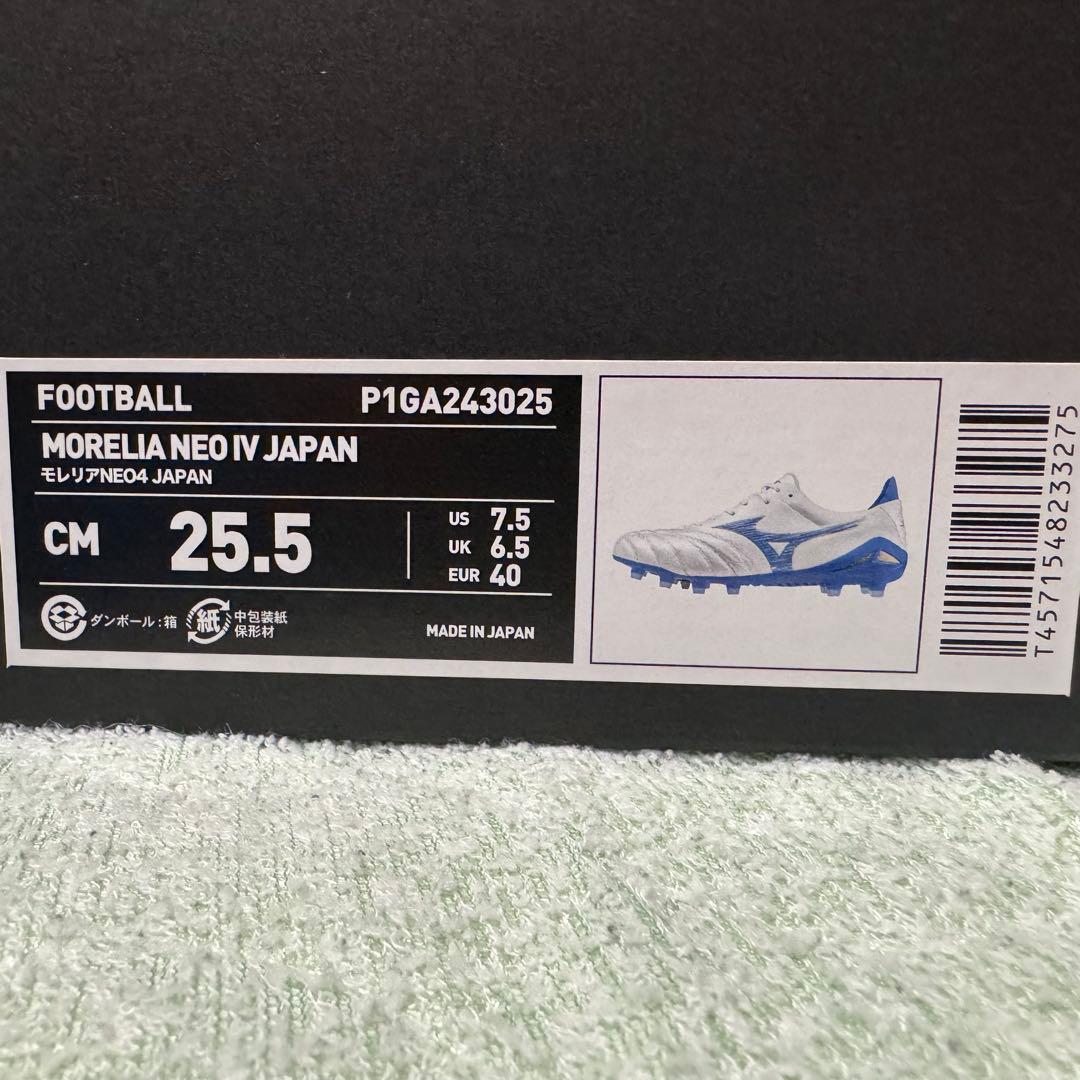 FOOTBALL P1GA243025
MORELIA NEO IV JAPAN
モレリアNEO4 JAPAN
CM 25.5
US 7.5
UK 6.5
EUR 40
ダンボール:箱
紙
中包装紙
保形材
MADE IN JAPAN
T4571548233275